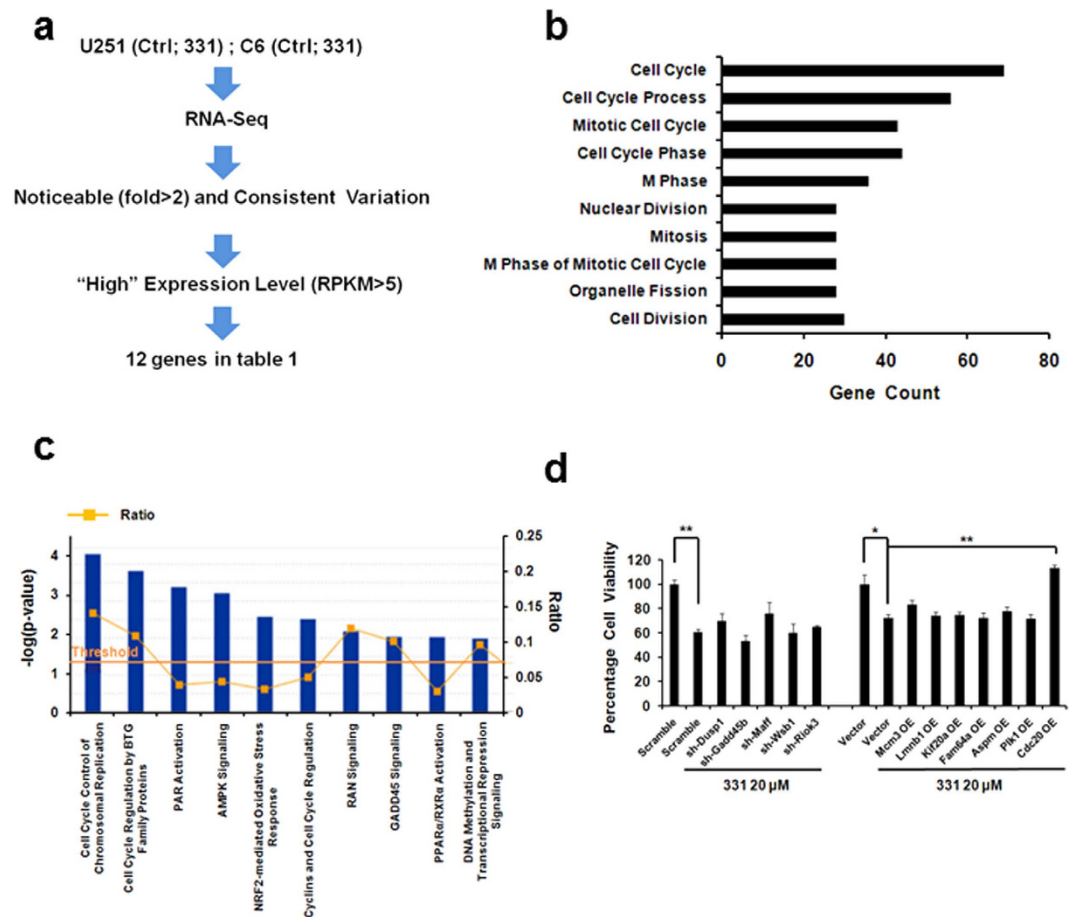 a
U251 (Ctrl; 331) ; C6 (Ctrl; 331)
RNA-Seq
Noticeable (fold>2) and Consistent Variation
“High” Expression Level (RPKM>5)
12 genes in table 1
b
Cell Cycle
Cell Cycle Process
Mitotic Cell Cycle
Cell Cycle Phase
M Phase
Nuclear Division
Mitosis
M Phase of Mitotic Cell Cycle
Organelle Fission
Cell Division
0 20 40 60 80
Gene Count
c
Ratio
-log(p-value)
4
3
2
1
0
Threshold
0.25
0.2
0.15
0.1
0.05
0
Ratio
Cell Cycle Control of
Chromosomal Replication
Cell Cycle Regulation by BTG
Family Proteins
PAR Activation
AMPK Signaling
NRF2-mediated Oxidative Stress
Response
Cyclins and Cell Cycle Regulation
RAN Signaling
GADD45 Signaling
PPARα/RXRα Activation
DNA Methylation and
Transcriptional Repression
Signaling
d
Percentage Cell Viability
120
100
80
60
40
20
0
**
*
**
Scramble
Scramble
sh-Dusp1
sh-Gadd45b
sh-Maff
sh-Wsb1
sh-Riok3
Vector
Vector
Mcm3 OE
Lmnb1 OE
Kif20a OE
Fam64a OE
Aspm OE
Plk1 OE
Cdc20 OE
331 20 µM
331 20 µM